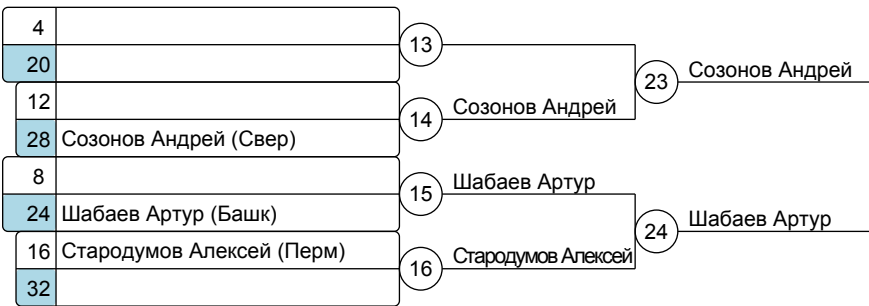 4
13
20
Созонов Андрей
23
12
Созонов Андрей
14
28 Созонов Андрей (Свер)
8
Шабаев Артур
15
24 Шабаев Артур (Башк)
Шабаев Артур
24
16 Стародумов Алексей (Перм)
Стародумов Алексей
16
32